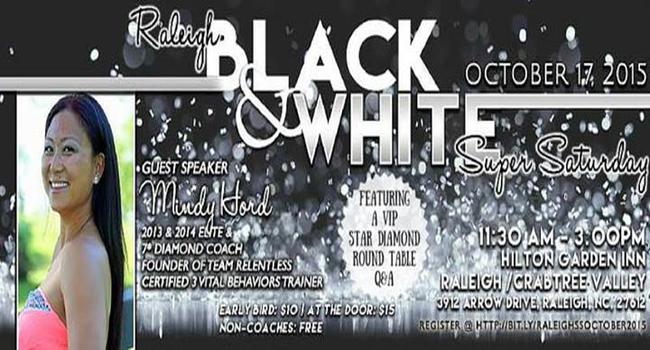 Raleigh
BLACK
& WHITE
OCTOBER 17, 2015
Super Saturday
GUEST SPEAKER
Mindy Hord
2013 & 2014 ELITE &
7* DIAMOND COACH
FOUNDER OF TEAM RELENTLESS
CERTIFIED 3 VITAL BEHAVIORS TRAINER
EARLY BIRD: $10 | AT THE DOOR: $15
NON-COACHES: FREE
FEATURING
A VIP
STAR DIAMOND
ROUND TABLE
Q&A
11:30 AM - 3:00PM
HILTON GARDEN INN
RALEIGH /CRABTREE VALLEY
3912 ARROW DRIVE, RALEIGH, NC, 27612
REGISTER @ HTTP://BIT.LY/RALEIGHSSOCTOBER2015